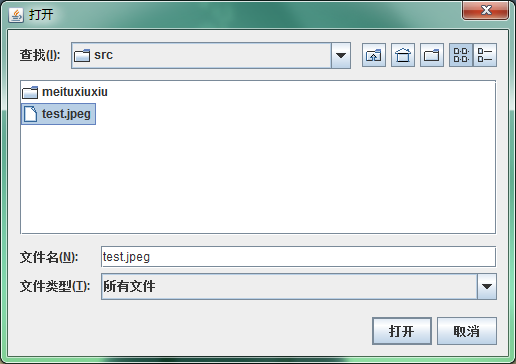 打开
查找(I): src
meituxiuxiu
test.jpeg
文件名(N): test.jpeg
文件类型(T): 所有文件
打开 取消